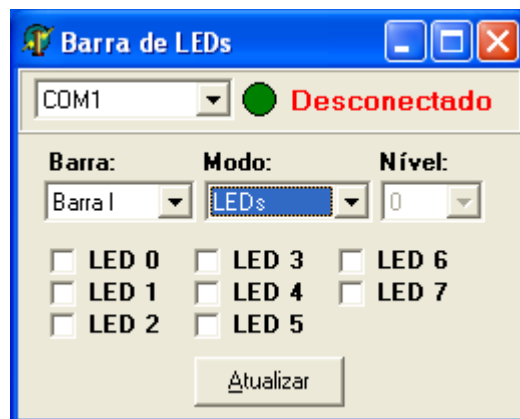 Barra de LEDs
COM1 Desconectado
Barra: Modo: Nível:
Barra I LEDs 0
LED 0 LED 3 LED 6
LED 1 LED 4 LED 7
LED 2 LED 5
Atualizar